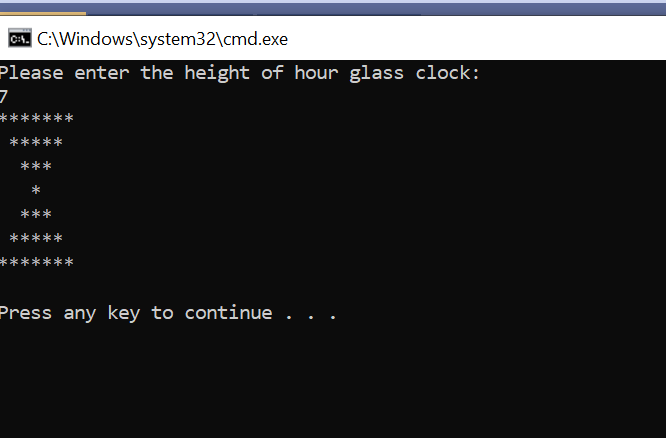 C:\Windows\system32\cmd.exe
Please enter the height of hour glass clock:
7
*******
 *****
  ***
   *
  ***
 *****
*******
Press any key to continue . . .